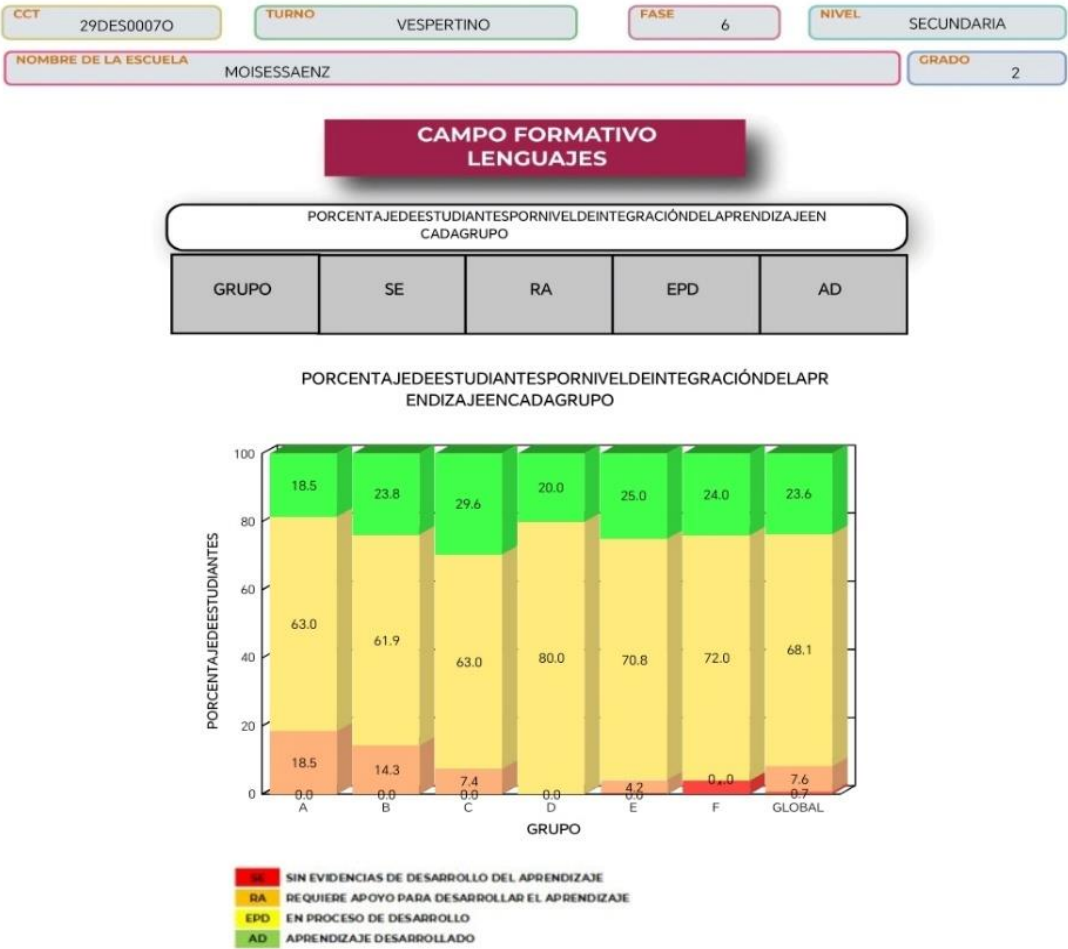 CCT
29DES0007O
TURNO
VESPERTINO
FASE
6
NIVEL
SECUNDARIA
NOMBRE DE LA ESCUELA
MOISESSAENZ
GRADO
2
CAMPO FORMATIVO
LENGUAJES
PORCENTAJEDEESTUDIANTESPORNIVELDEINTEGRACIÓNDELAPRENDIZAJEEN
CADAGRUPO
GRUPO SE RA EPD AD
PORCENTAJEDEESTUDIANTESPORNIVELDEINTEGRACIÓNDELAPR
ENDIZAJEENCADAGRUPO
PORCENTAJEDEESTUDIANTES
100
80
60
40
20
0
18.5 23.8 29.6 20.0 25.0 24.0 23.6
63.0 61.9 63.0 80.0 70.8 72.0 68.1
18.5 14.3 7.4 4.2 7.6
0.0 0.0 0.0 0.0 0.0 0.7
A B C D E F GLOBAL
GRUPO
SE SIN EVIDENCIAS DE DESARROLLO DEL APRENDIZAJE
RA REQUIERE APOYO PARA DESARROLLAR EL APRENDIZAJE
EPD EN PROCESO DE DESARROLLO
AD APRENDIZAJE DESARROLLADO